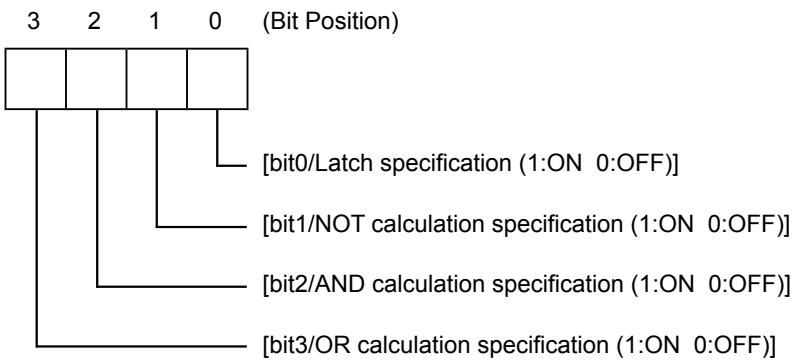 3 2 1 0 (Bit Position)
[bit0/Latch specification (1:ON 0:OFF)]
[bit1/NOT calculation specification (1:ON 0:OFF)]
[bit2/AND calculation specification (1:ON 0:OFF)]
[bit3/OR calculation specification (1:ON 0:OFF)]